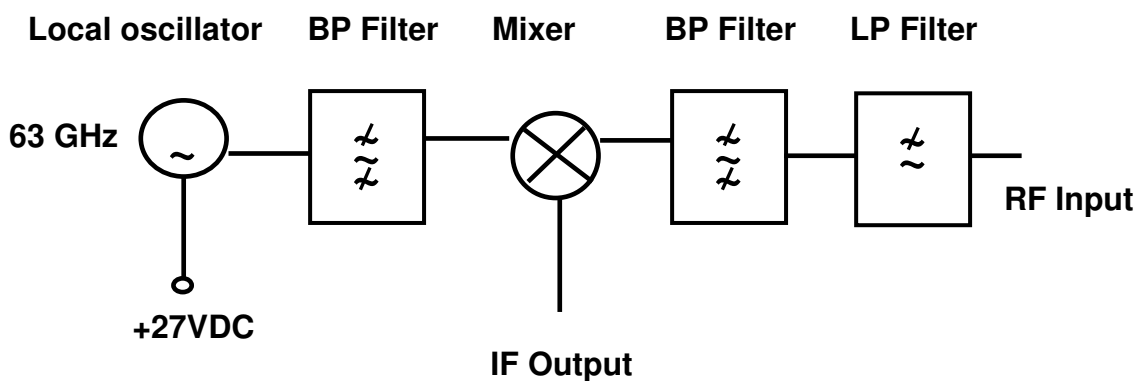 Local oscillator BP Filter Mixer BP Filter LP Filter
63 GHz
RF Input
+27VDC
IF Output